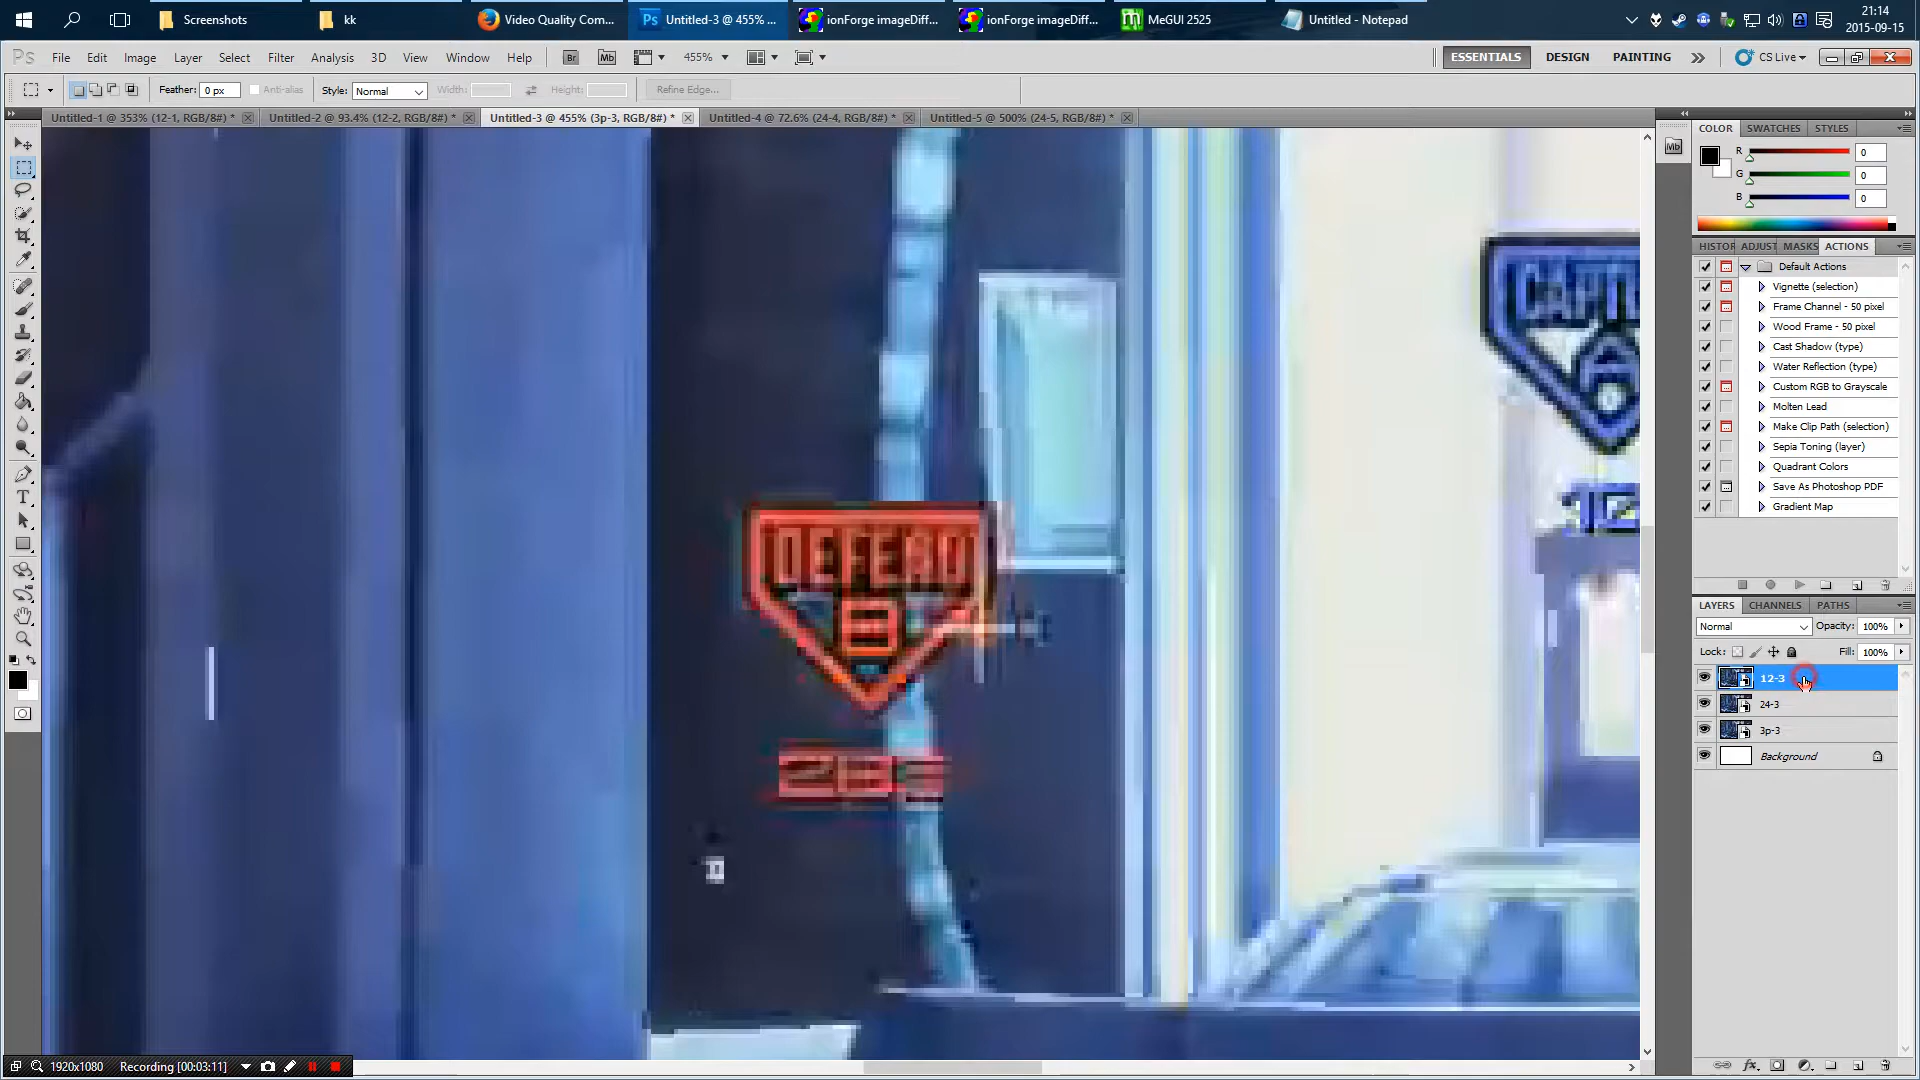 Screenshots kk Video Quality Com... Untitled-3 @ 455% ... ionForge imageDiff... ionForge imageDiff... MeGUI 2525 Untitled - Notepad 21:14
2015-09-15
Ps File Edit Image Layer Select Filter Analysis 3D View Window Help Br Mb 455% ESSENTIALS DESIGN PAINTING CS Live
Feather: 0 px Anti-alias Style: Normal Width: Height: Refine Edge...
Untitled-1 @ 353% (12-1, RGB/8#) * Untitled-2 @ 93.4% (12-2, RGB/8#) * Untitled-3 @ 455% (3p-3, RGB/8#) * Untitled-4 @ 72.6% (24-4, RGB/8#) * Untitled-5 @ 500% (24-5, RGB/8#) *
COLOR SWATCHES STYLES
Mb
R 0
G 0
B 0
HISTOR ADJUST MASKS ACTIONS
Default Actions
Vignette (selection)
Frame Channel - 50 pixel
Wood Frame - 50 pixel
Cast Shadow (type)
Water Reflection (type)
Custom RGB to Grayscale
Molten Lead
Make Clip Path (selection)
Sepia Toning (layer)
Quadrant Colors
Save As Photoshop PDF
Gradient Map
CAPTU
A
DEFEND
B
LAYERS CHANNELS PATHS
Normal Opacity: 100%
Lock: Fill: 100%
12-3
24-3
3p-3
Background
1920x1080 Recording [00:03:11]